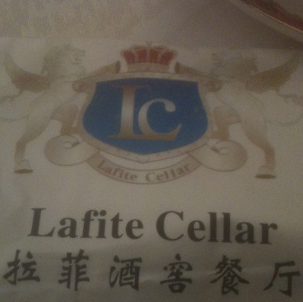 Lc
Lafite Cellar
Lafite Cellar
拉菲酒窖餐厅